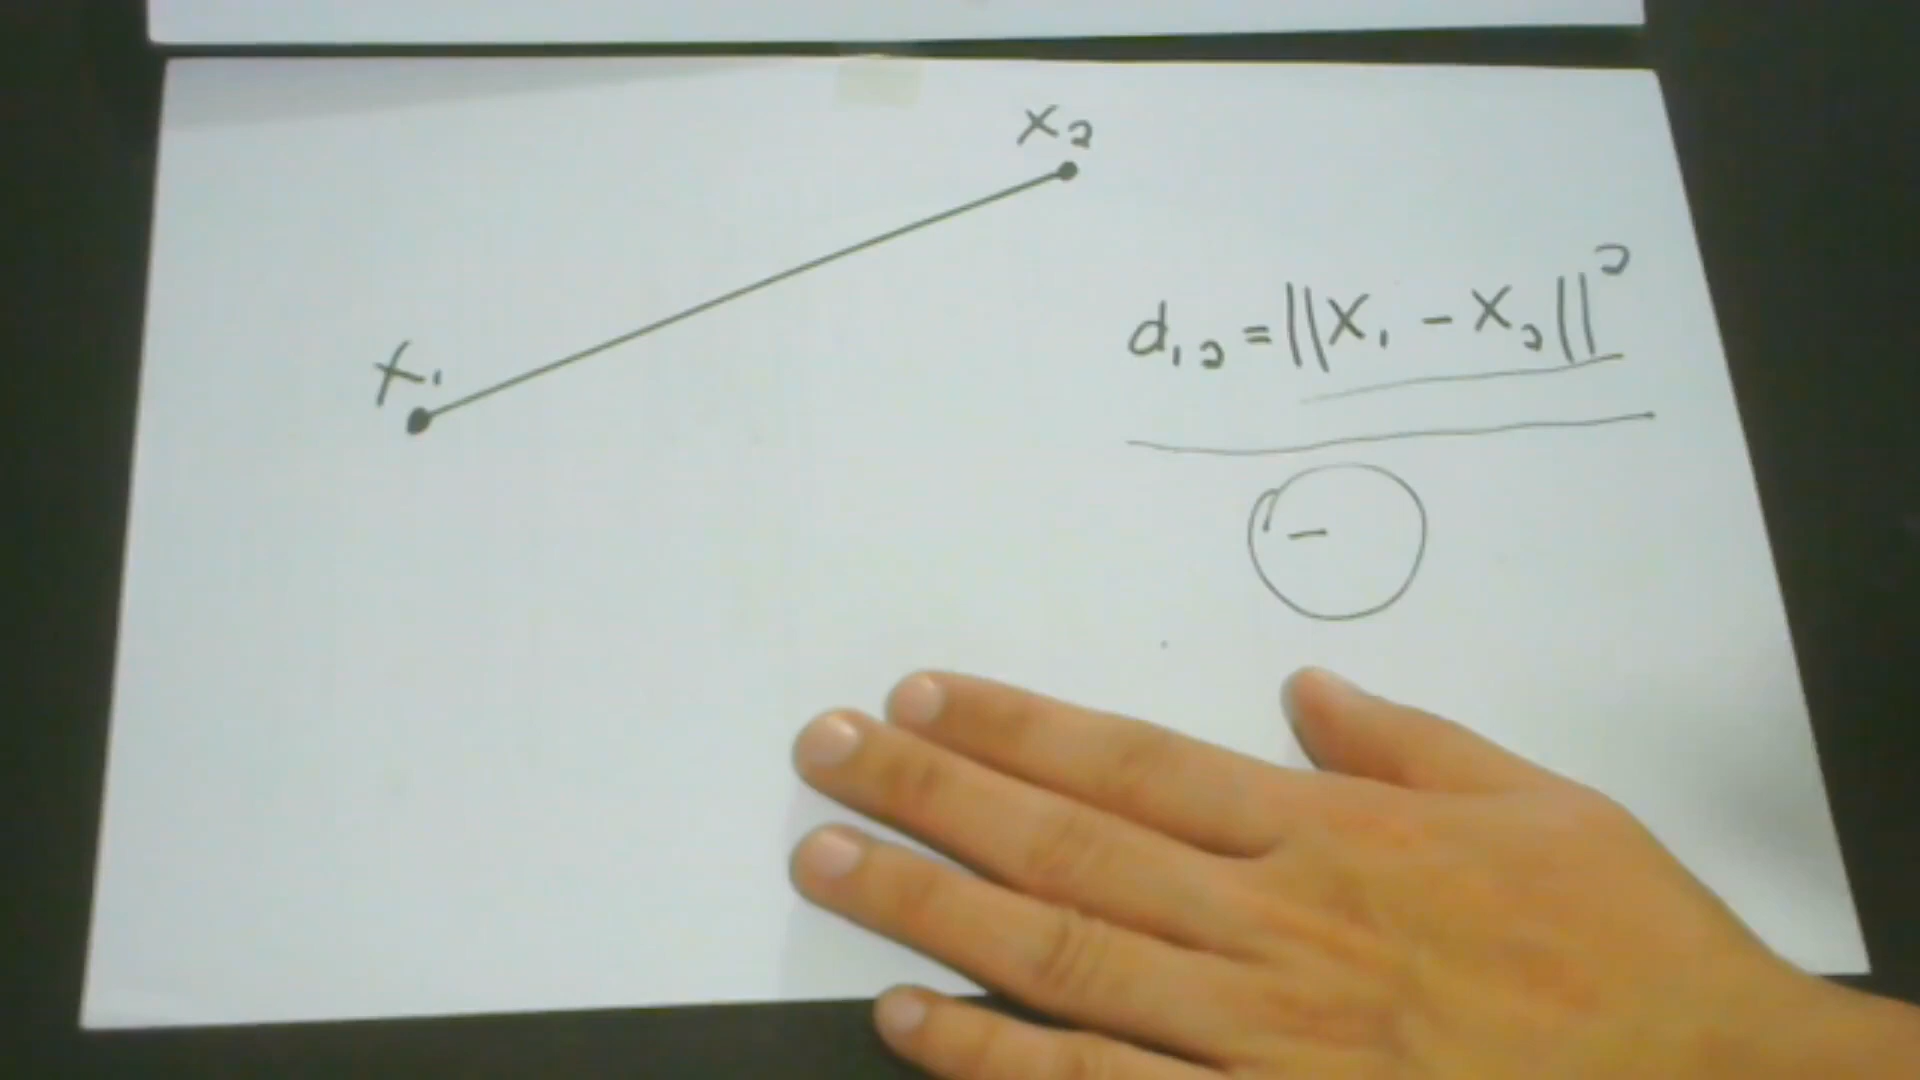 x₂
x₁
d₁₂ = ||x₁ - x₂||²
-